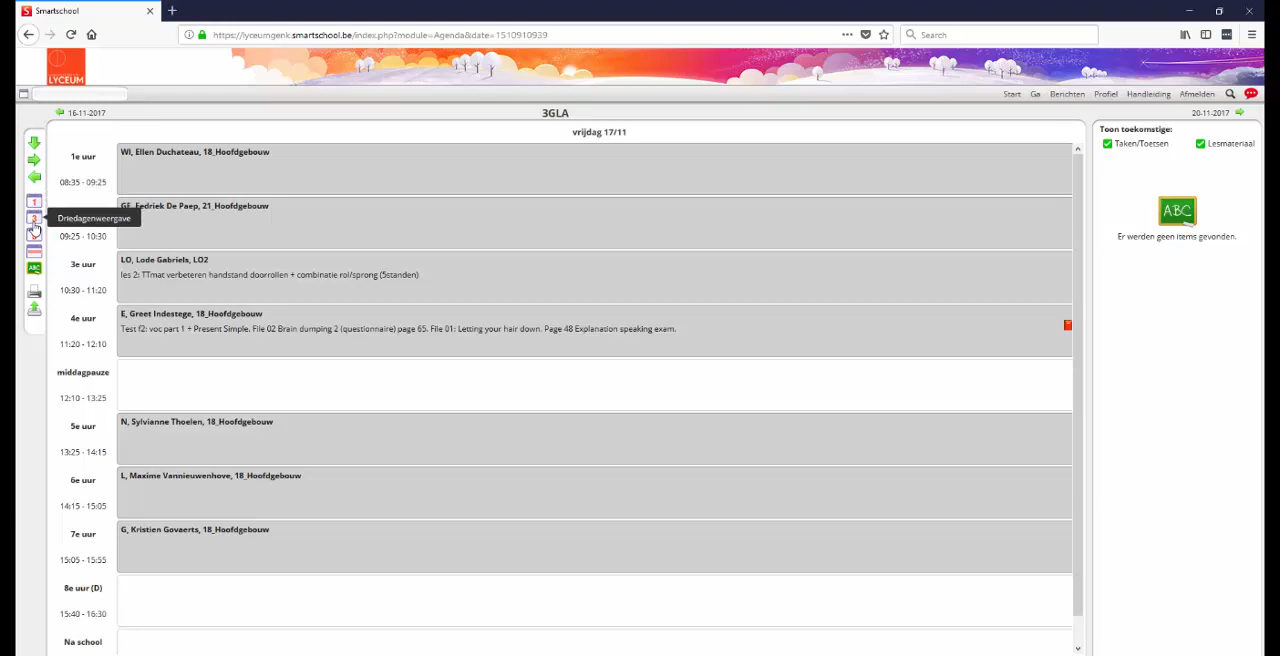 Smartschool
https://lyceumgenk.smartschool.be/index.php?module=Agenda&date=1510910939
Search
LYCEUM
Start Ga Berichten Profiel Handleiding Afmelden
16-11-2017
3GLA
20-11-2017
vrijdag 17/11
Toon toekomstige:
Taken/Toetsen
Lesmateriaal
1e uur
WI, Ellen Duchateau, 18_Hoofdgebouw
08:35 - 09:25
Fedriek De Paep, 21_Hoofdgebouw
Driedagenweergave
09:25 - 10:30
ABC
Er werden geen items gevonden.
3e uur
LO, Lode Gabriels, LO2
les 2: TTmat verbeteren handstand doorrollen + combinatie rol/sprong (5standen)
10:30 - 11:20
4e uur
E, Greet Indestege, 18_Hoofdgebouw
Test f2: voc part 1 + Present Simple. File 02 Brain dumping 2 (questionnaire) page 65. File 01: Letting your hair down. Page 48 Explanation speaking exam.
11:20 - 12:10
middagpauze
12:10 - 13:25
5e uur
N, Sylvianne Thoelen, 18_Hoofdgebouw
13:25 - 14:15
6e uur
L, Maxime Vannieuwenhove, 18_Hoofdgebouw
14:15 - 15:05
7e uur
G, Kristien Govaerts, 18_Hoofdgebouw
15:05 - 15:55
8e uur (D)
15:40 - 16:30
Na school